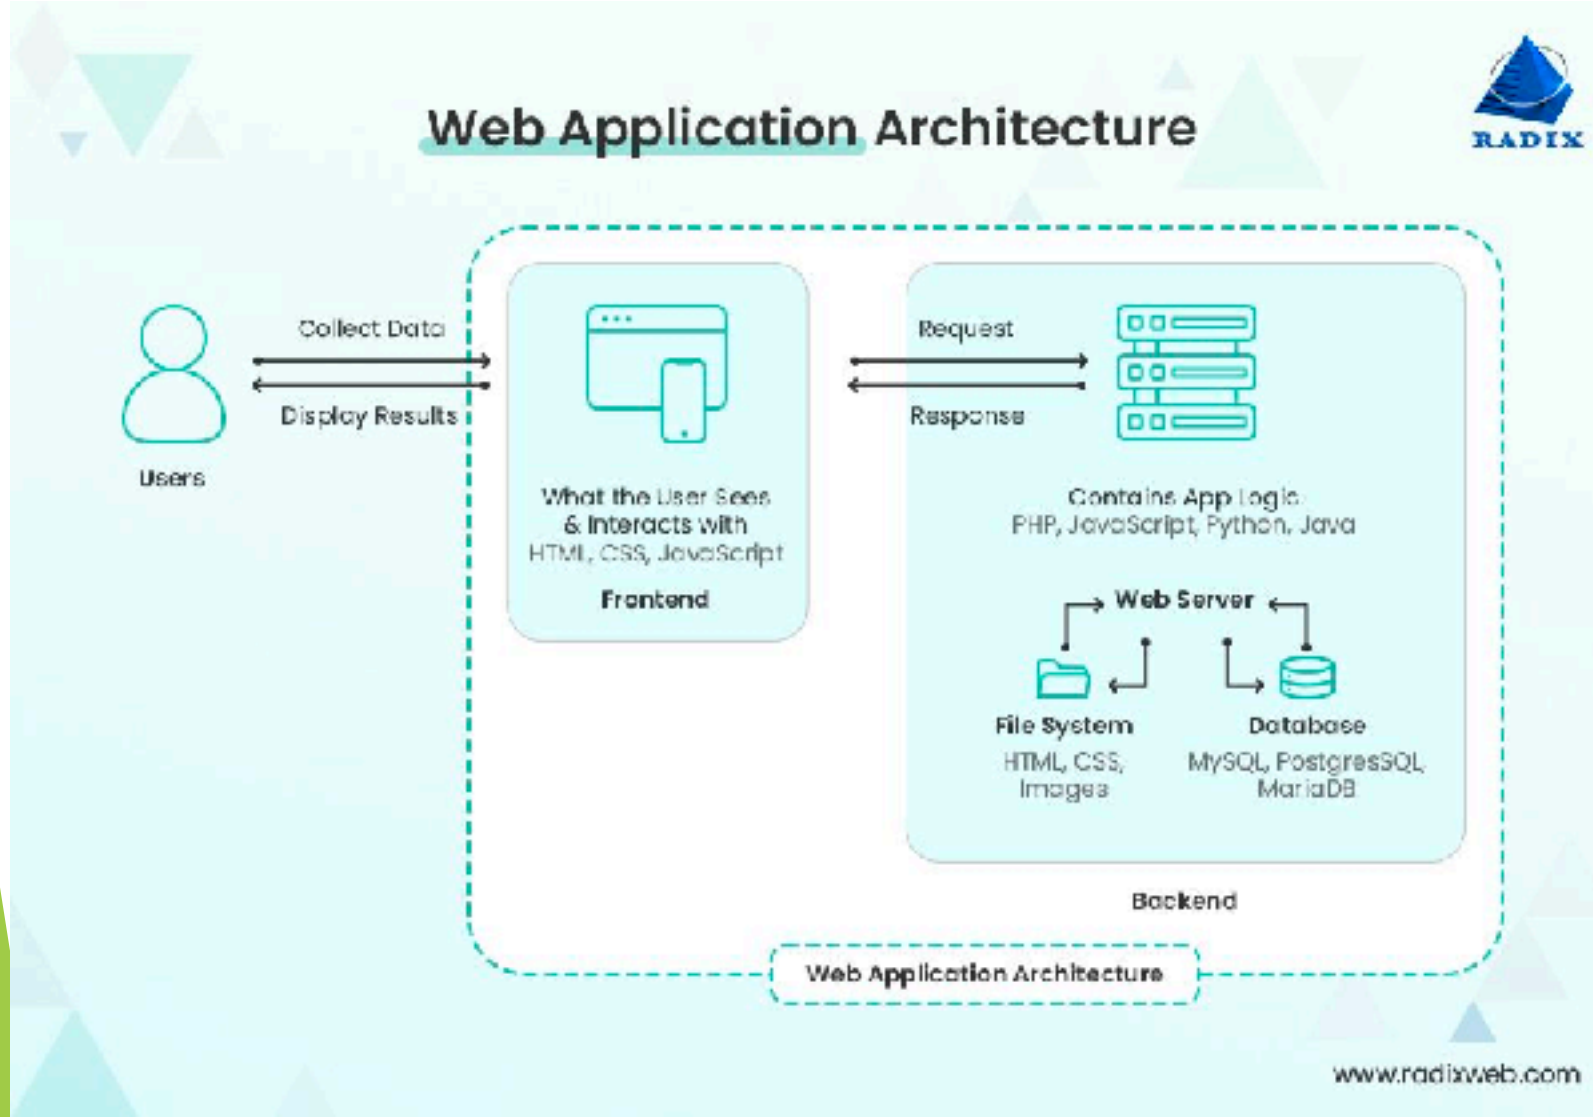 Web Application Architecture
RADIX
Collect Data
Display Results
Users
What the User Sees
& Interacts with
HTML, CSS, JavaScript
Frontend
Request
Response
Contains App Logic
PHP, JavaScript, Python, Java
Web Server
File System
HTML, CSS,
Images
Database
MySQL, PostgresSQL,
MariaDB
Backend
Web Application Architecture
www.radixweb.com